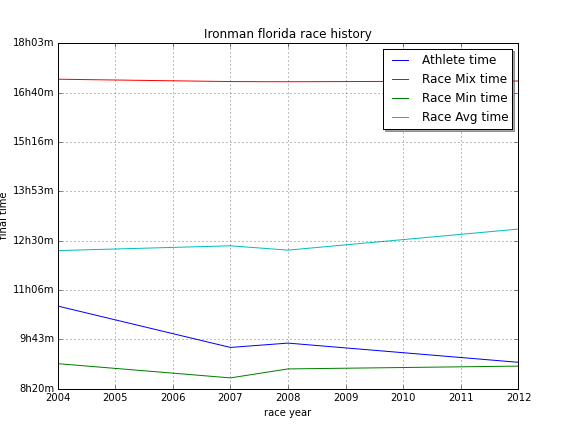 Ironman florida race history
18h03m
16h40m
15h16m
13h53m
12h30m
11h06m
9h43m
8h20m
final time
Athlete time
Race Mix time
Race Min time
Race Avg time
2004 2005 2006 2007 2008 2009 2010 2011 2012
race year